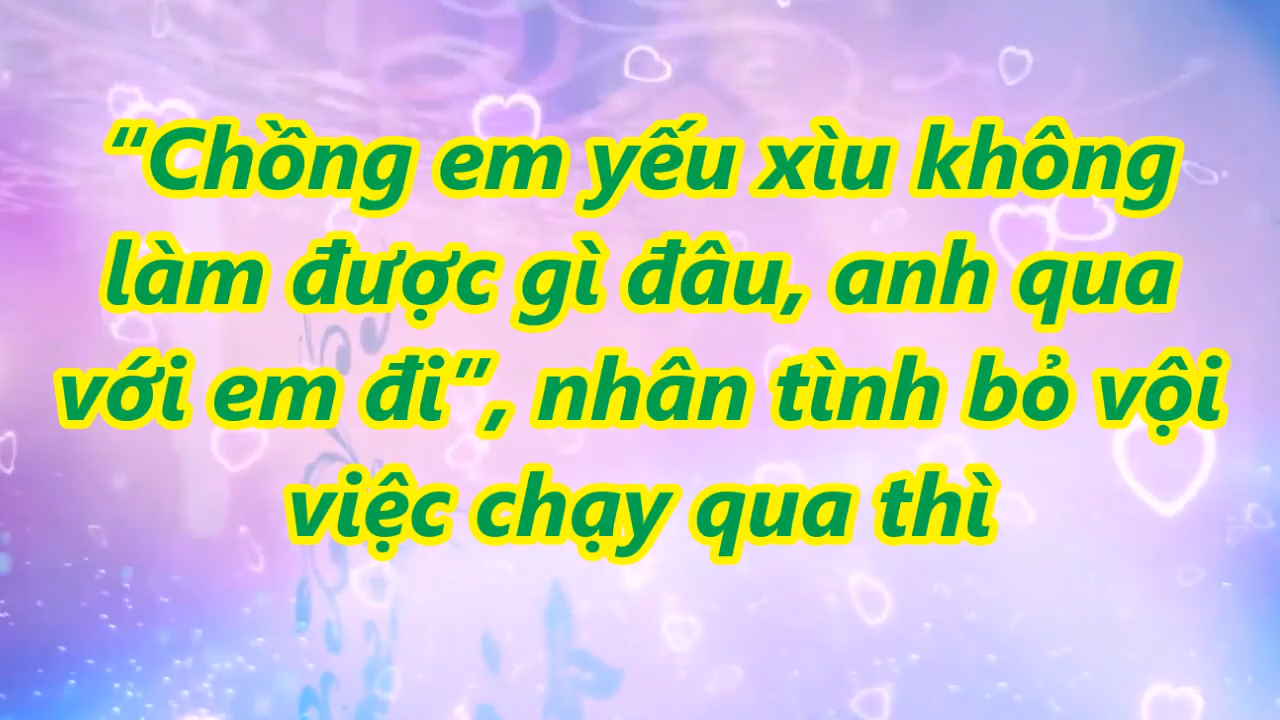 “Chồng em yếu xìu không
làm được gì đâu, anh qua
với em đi”, nhân tình bỏ vội
việc chạy qua thì